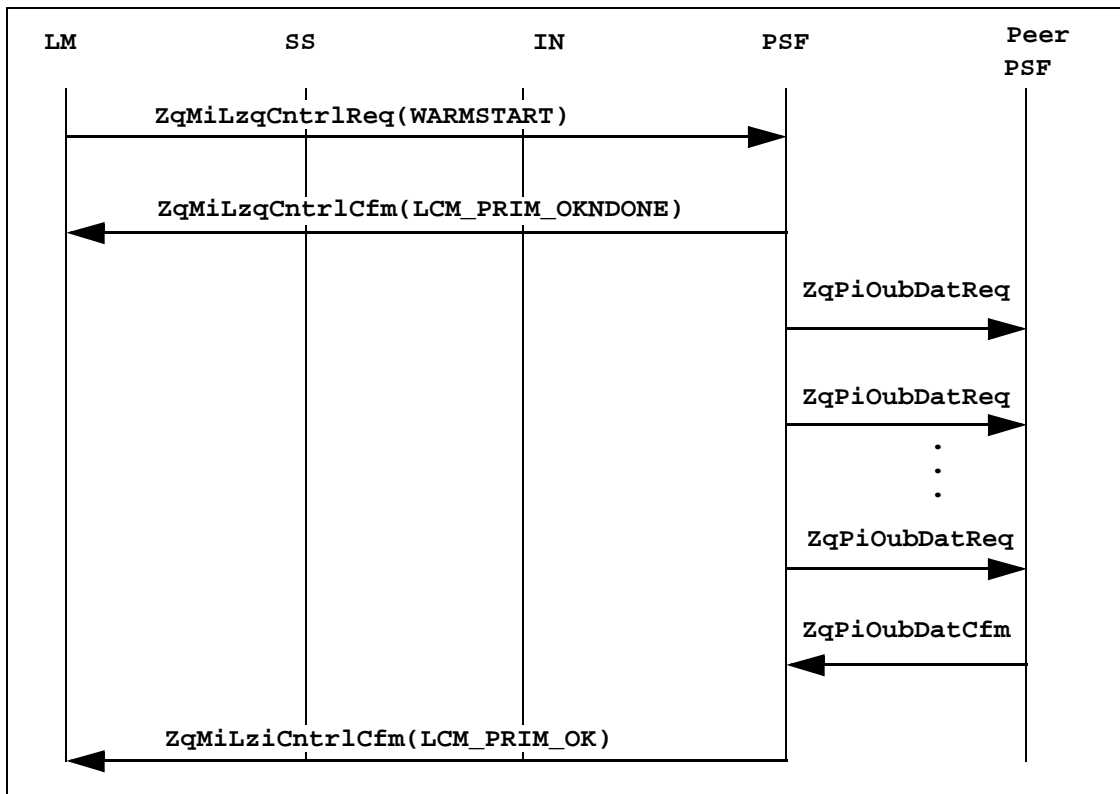 LM SS IN PSF Peer
PSF
ZqMiLzqCntrlReq(WARMSTART)
ZqMiLzqCntrlCfm(LCM_PRIM_OKNDONE)
ZqPiOubDatReq
ZqPiOubDatReq
.
.
.
ZqPiOubDatReq
ZqPiOubDatCfm
ZqMiLziCntrlCfm(LCM_PRIM_OK)